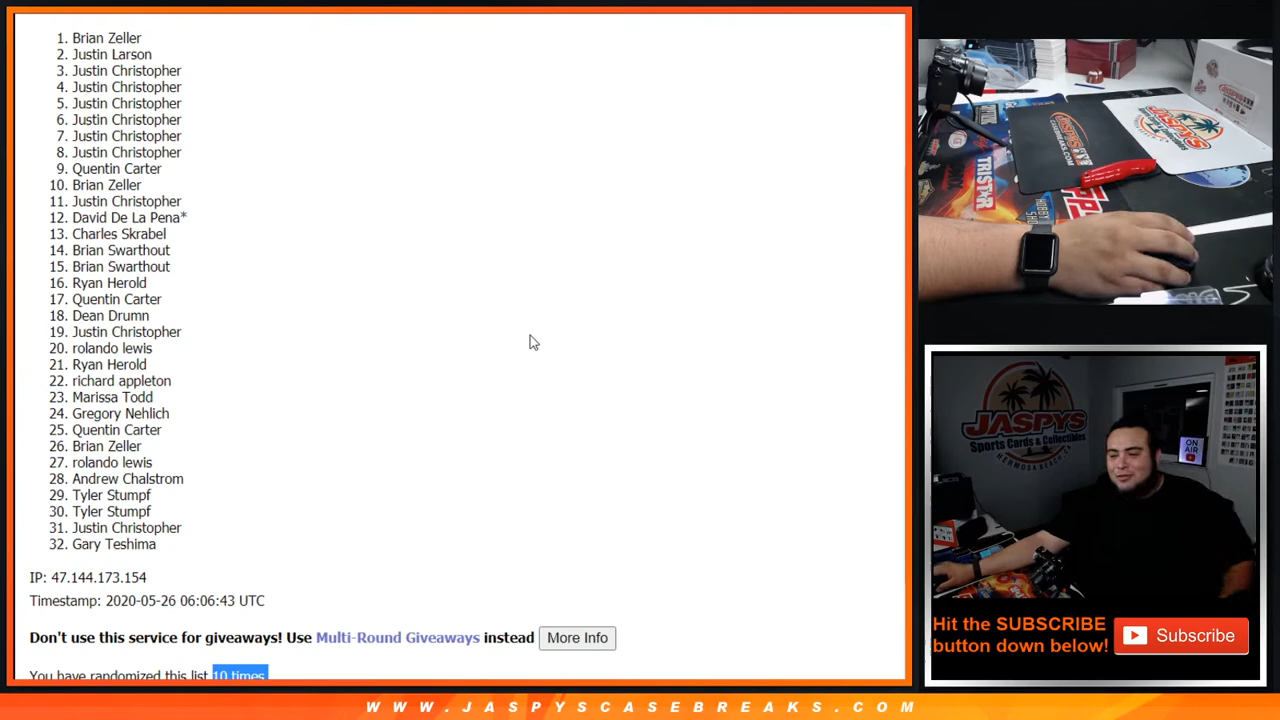 1. Brian Zeller
2. Justin Larson
3. Justin Christopher
4. Justin Christopher
5. Justin Christopher
6. Justin Christopher
7. Justin Christopher
8. Justin Christopher
9. Quentin Carter
10. Brian Zeller
11. Justin Christopher
12. David De La Pena*
13. Charles Skrabel
14. Brian Swarthout
15. Brian Swarthout
16. Ryan Herold
17. Quentin Carter
18. Dean Drumn
19. Justin Christopher
20. rolando lewis
21. Ryan Herold
22. richard appleton
23. Marissa Todd
24. Gregory Nehlich
25. Quentin Carter
26. Brian Zeller
27. rolando lewis
28. Andrew Chalstrom
29. Tyler Stumpf
30. Tyler Stumpf
31. Justin Christopher
32. Gary Teshima
IP: 47.144.173.154
Timestamp: 2020-05-26 06:06:43 UTC
Don't use this service for giveaways! Use Multi-Round Giveaways instead More Info
You have randomized this list 10 times.
TRISTAR
JASPYS
Sports Cards & Collectibles
HERMOSA BEACH, CA
ON
AIR
Hit the SUBSCRIBE
button down below!
Subscribe
WWW.JASPYSCASEBREAKS.COM